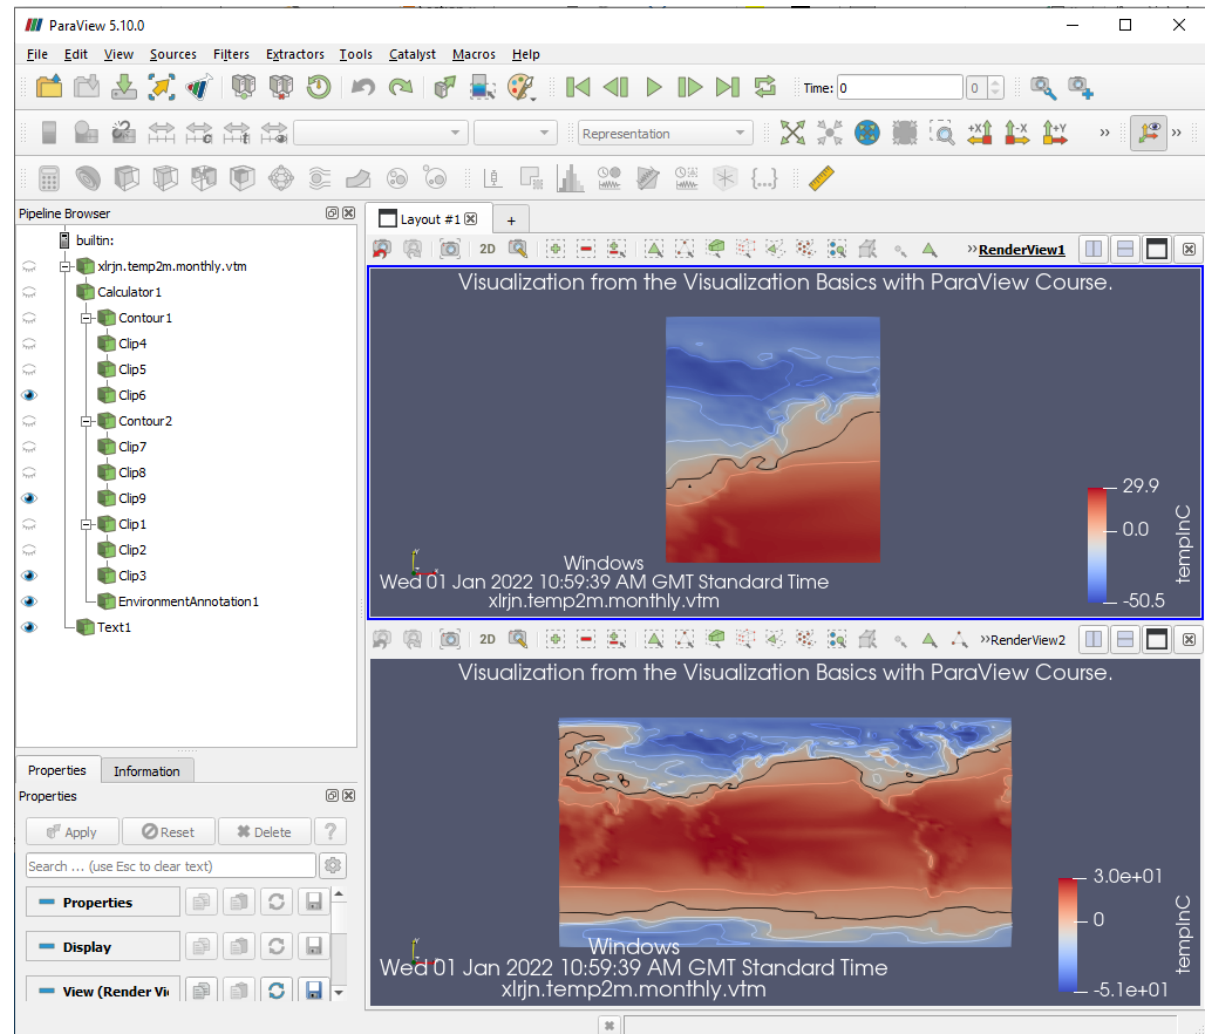 ParaView 5.10.0
File Edit View Sources Filters Extractors Tools Catalyst Macros Help
Time: 0 0
Representation
+X -X +Y » »
Pipeline Browser
builtin:
xlrjn.temp2m.monthly.vtm
Calculator1
Contour1
Clip4
Clip5
Clip6
Contour2
Clip7
Clip8
Clip9
Clip1
Clip2
Clip3
EnvironmentAnnotation1
Text1
Properties Information
Properties
Apply Reset Delete ?
Search ... (use Esc to clear text)
Properties
Display
View (Render Vi
Layout #1 +
2D »RenderView1
Visualization from the Visualization Basics with ParaView Course.
29.9
0.0
-50.5
tempInC
Windows
Wed 01 Jan 2022 10:59:39 AM GMT Standard Time
xlrjn.temp2m.monthly.vtm
2D »RenderView2
Visualization from the Visualization Basics with ParaView Course.
3.0e+01
0
-5.1e+01
tempInC
Windows
Wed 01 Jan 2022 10:59:39 AM GMT Standard Time
xlrjn.temp2m.monthly.vtm